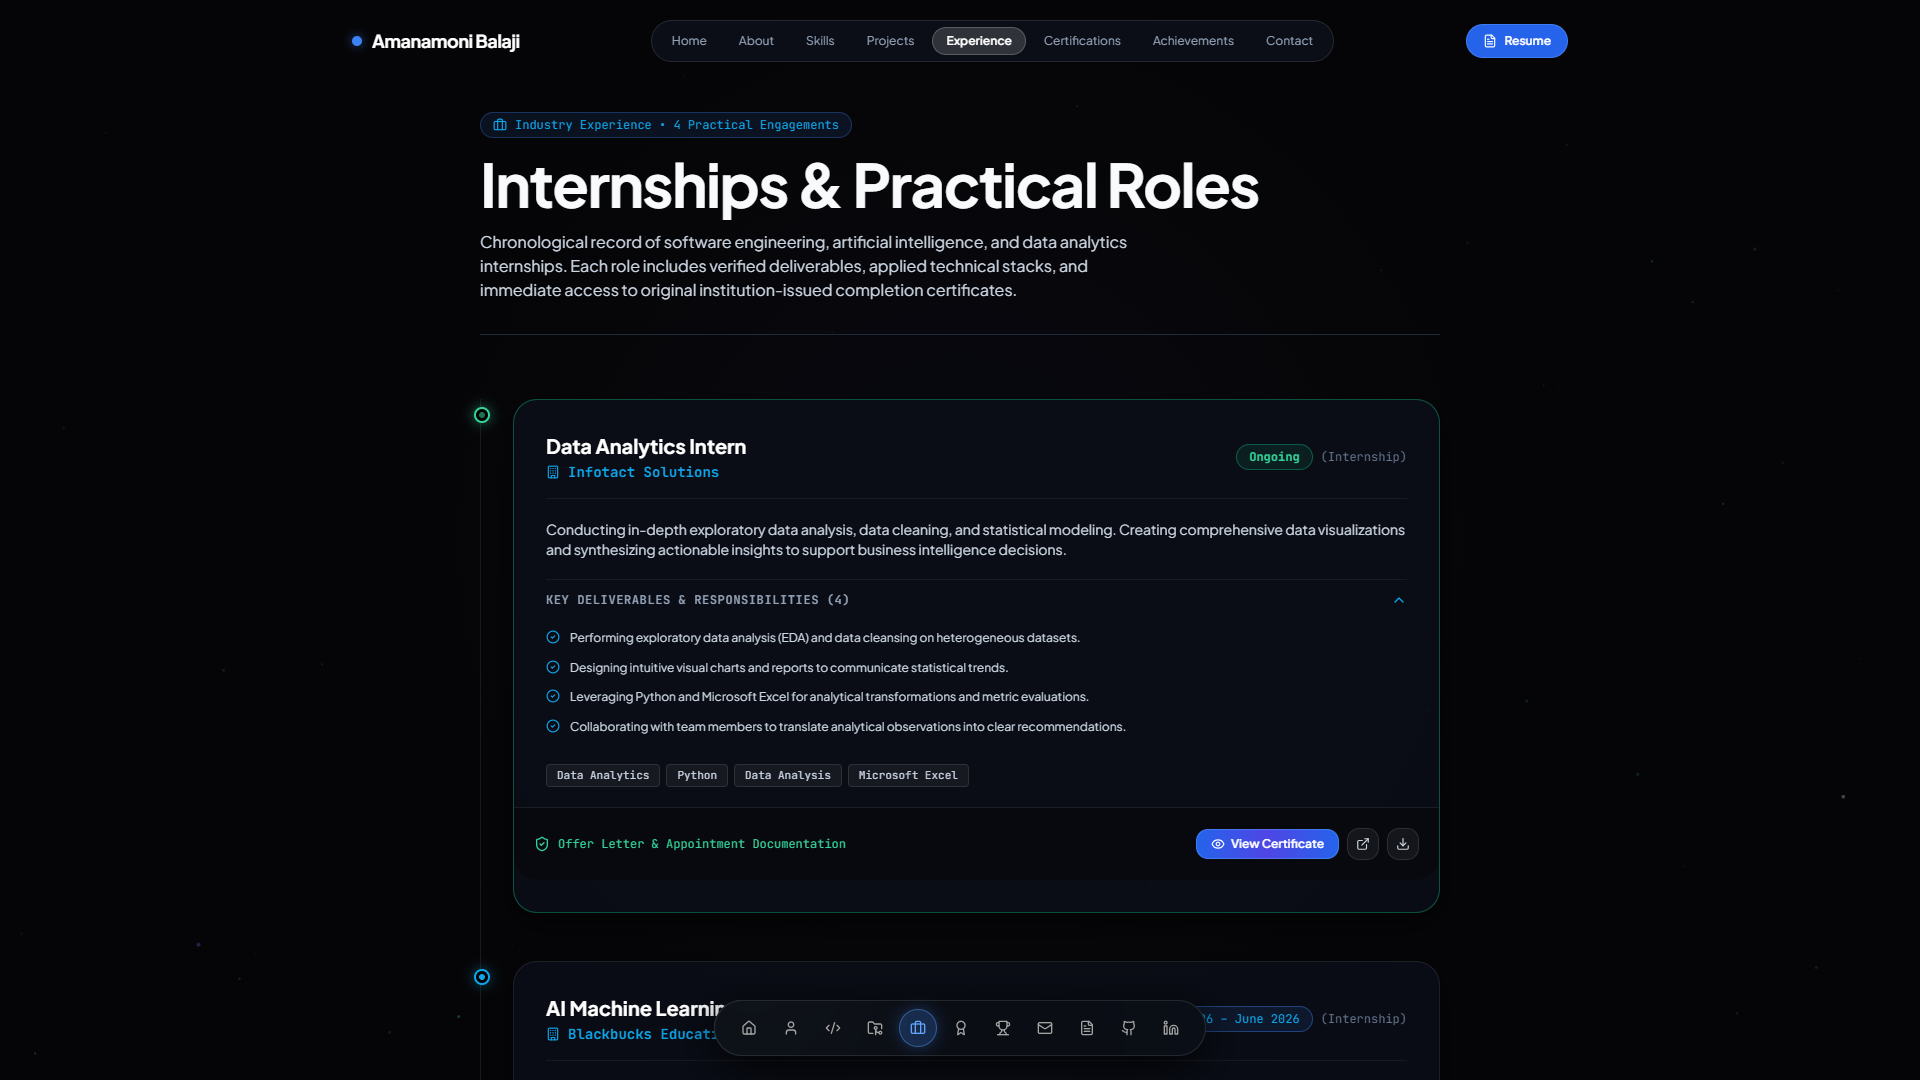 Amanamoni Balaji
Home About Skills Projects Experience Certifications Achievements Contact
Resume
Industry Experience • 4 Practical Engagements
Internships & Practical Roles
Chronological record of software engineering, artificial intelligence, and data analytics
internships. Each role includes verified deliverables, applied technical stacks, and
immediate access to original institution-issued completion certificates.
Data Analytics Intern
Infotact Solutions
Ongoing (Internship)
Conducting in-depth exploratory data analysis, data cleaning, and statistical modeling. Creating comprehensive data visualizations
and synthesizing actionable insights to support business intelligence decisions.
KEY DELIVERABLES & RESPONSIBILITIES (4)
Performing exploratory data analysis (EDA) and data cleansing on heterogeneous datasets.
Designing intuitive visual charts and reports to communicate statistical trends.
Leveraging Python and Microsoft Excel for analytical transformations and metric evaluations.
Collaborating with team members to translate analytical observations into clear recommendations.
Data Analytics Python Data Analysis Microsoft Excel
Offer Letter & Appointment Documentation
View Certificate
AI Machine
Blackbucks
– June 2026 (Internship)